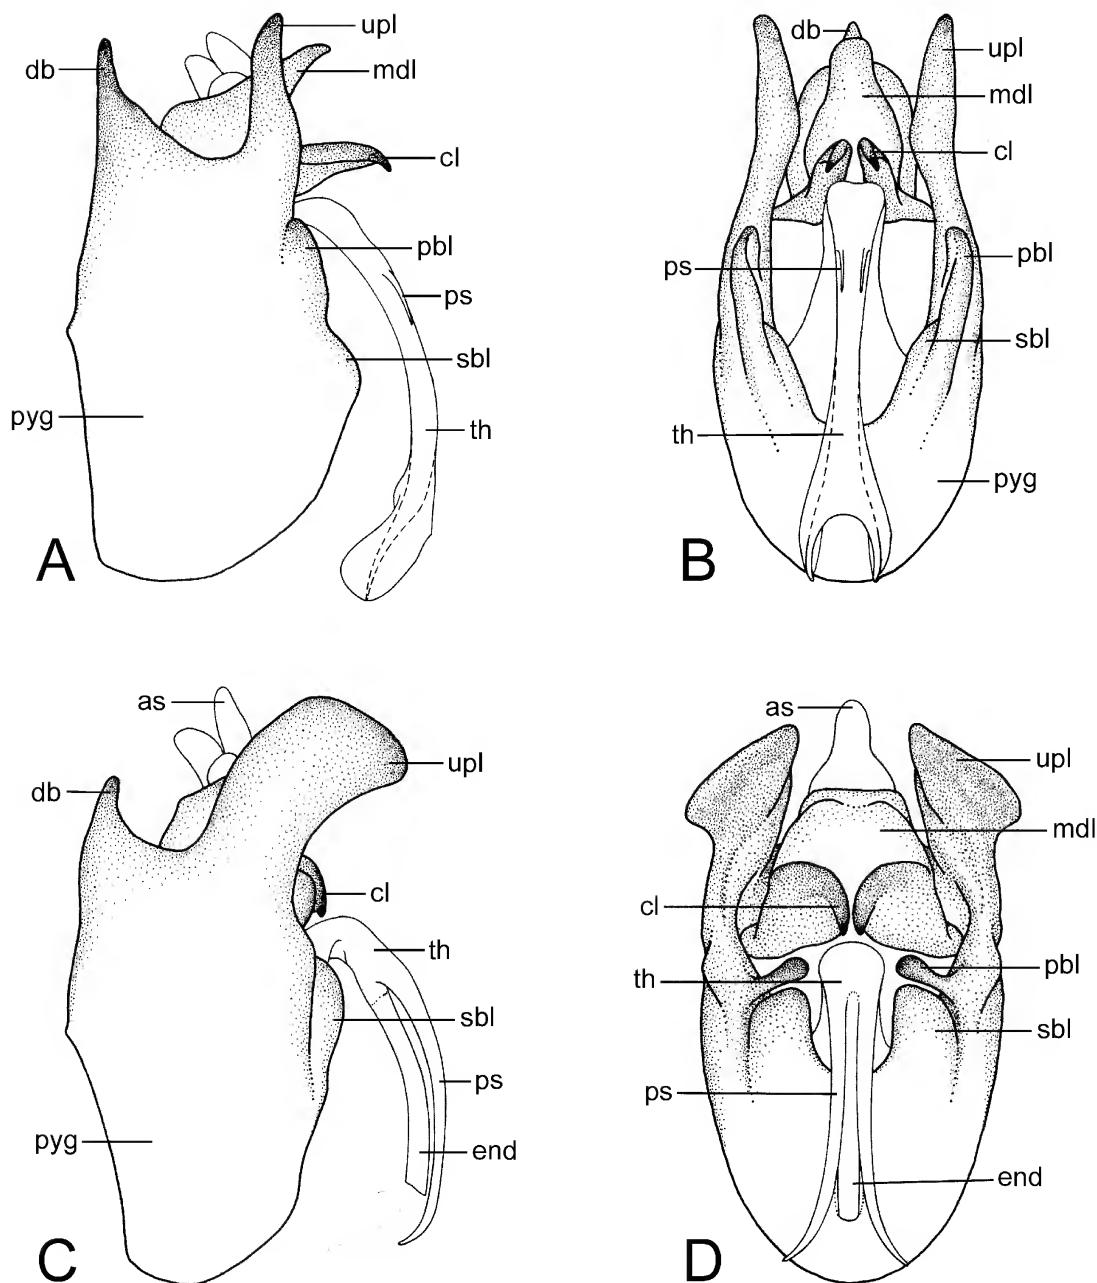 upl
db
mdl
cl
pbl
ps
sbl
pyg
th
A
db
upl
mdl
cl
pbl
ps
sbl
th
pyg
B
as
upl
db
cl
th
sbl
ps
pyg
end
C
as
upl
mdl
cl
pbl
th
sbl
ps
end
D